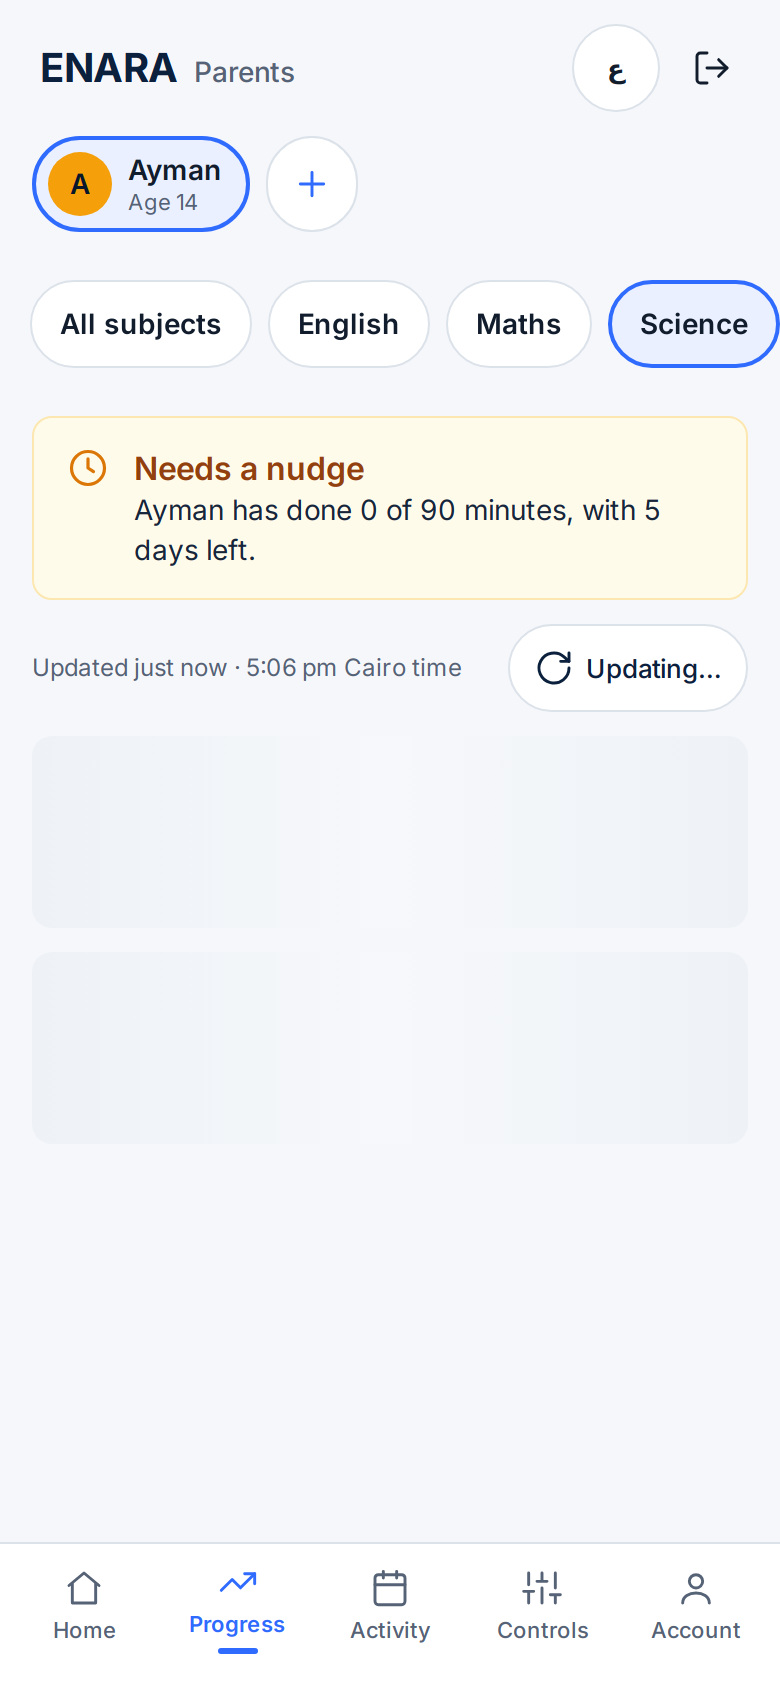 ENARA Parents
ع
A
Ayman
Age 14
All subjects
English
Maths
Science
Needs a nudge
Ayman has done 0 of 90 minutes, with 5
days left.
Updated just now · 5:06 pm Cairo time
Updating...
Home
Progress
Activity
Controls
Account